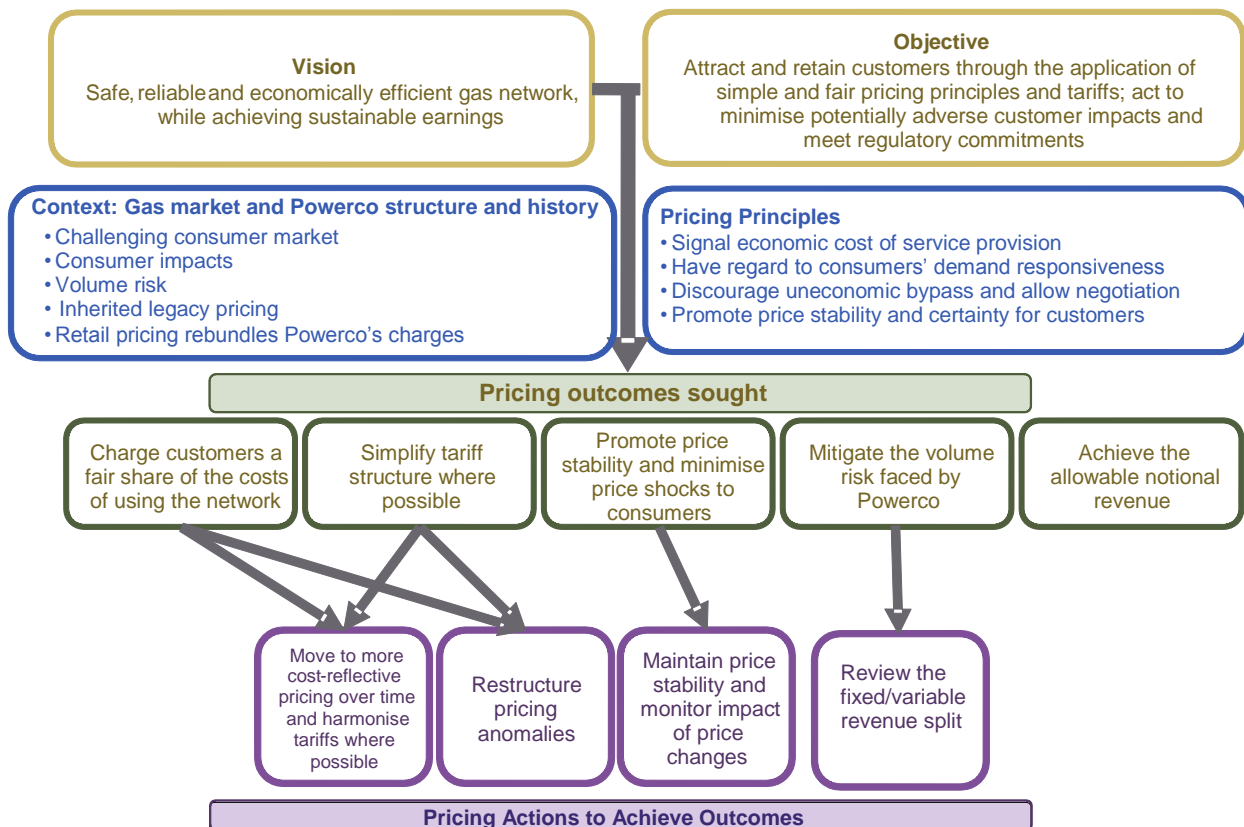 Vision
Safe, reliable and economically efficient gas network,
while achieving sustainable earnings
Objective
Attract and retain customers through the application of
simple and fair pricing principles and tariffs; act to
minimise potentially adverse customer impacts and
meet regulatory commitments
Context: Gas market and Powerco structure and history
• Challenging consumer market
• Consumer impacts
• Volume risk
• Inherited legacy pricing
• Retail pricing rebundles Powerco's charges
Pricing Principles
• Signal economic cost of service provision
• Have regard to consumers' demand responsiveness
• Discourage uneconomic bypass and allow negotiation
• Promote price stability and certainty for customers
Pricing outcomes sought
Charge customers a
fair share of the costs
of using the network
Simplify tariff
structure where
possible
Promote price
stability and minimise
price shocks to
consumers
Mitigate the volume
risk faced by
Powerco
Achieve the
allowable notional
revenue
Move to more
cost-reflective
pricing over time
and harmonise
tariffs where
possible
Restructure
pricing
anomalies
Maintain price
stability and
monitor impact
of price
changes
Review the
fixed/variable
revenue split
Pricing Actions to Achieve Outcomes